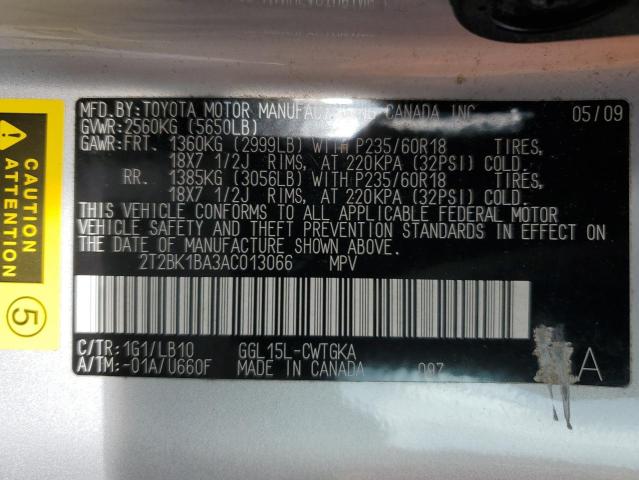 MFD. BY: TOYOTA MOTOR MANUFACTURING CANADA INC. 05/09
GVWR: 2560KG (5650LB)
GAWR: FRT. 1360KG (2999LB) WITH P235/60R18 TIRES,
18X7 1/2J RIMS, AT 220KPA (32PSI) COLD.
RR. 1385KG (3056LB) WITH P235/60R18 TIRES,
18X7 1/2J RIMS, AT 220KPA (32PSI) COLD.
THIS VEHICLE CONFORMS TO ALL APPLICABLE FEDERAL MOTOR
VEHICLE SAFETY AND THEFT PREVENTION STANDARDS IN EFFECT ON
THE DATE OF MANUFACTURE SHOWN ABOVE.
2T2BK1BA3AC013066 MPV
C/TR: 1G1/LB10 GGL15L-CWTGKA
A/TM: -01A/U660F MADE IN CANADA 007 A
5